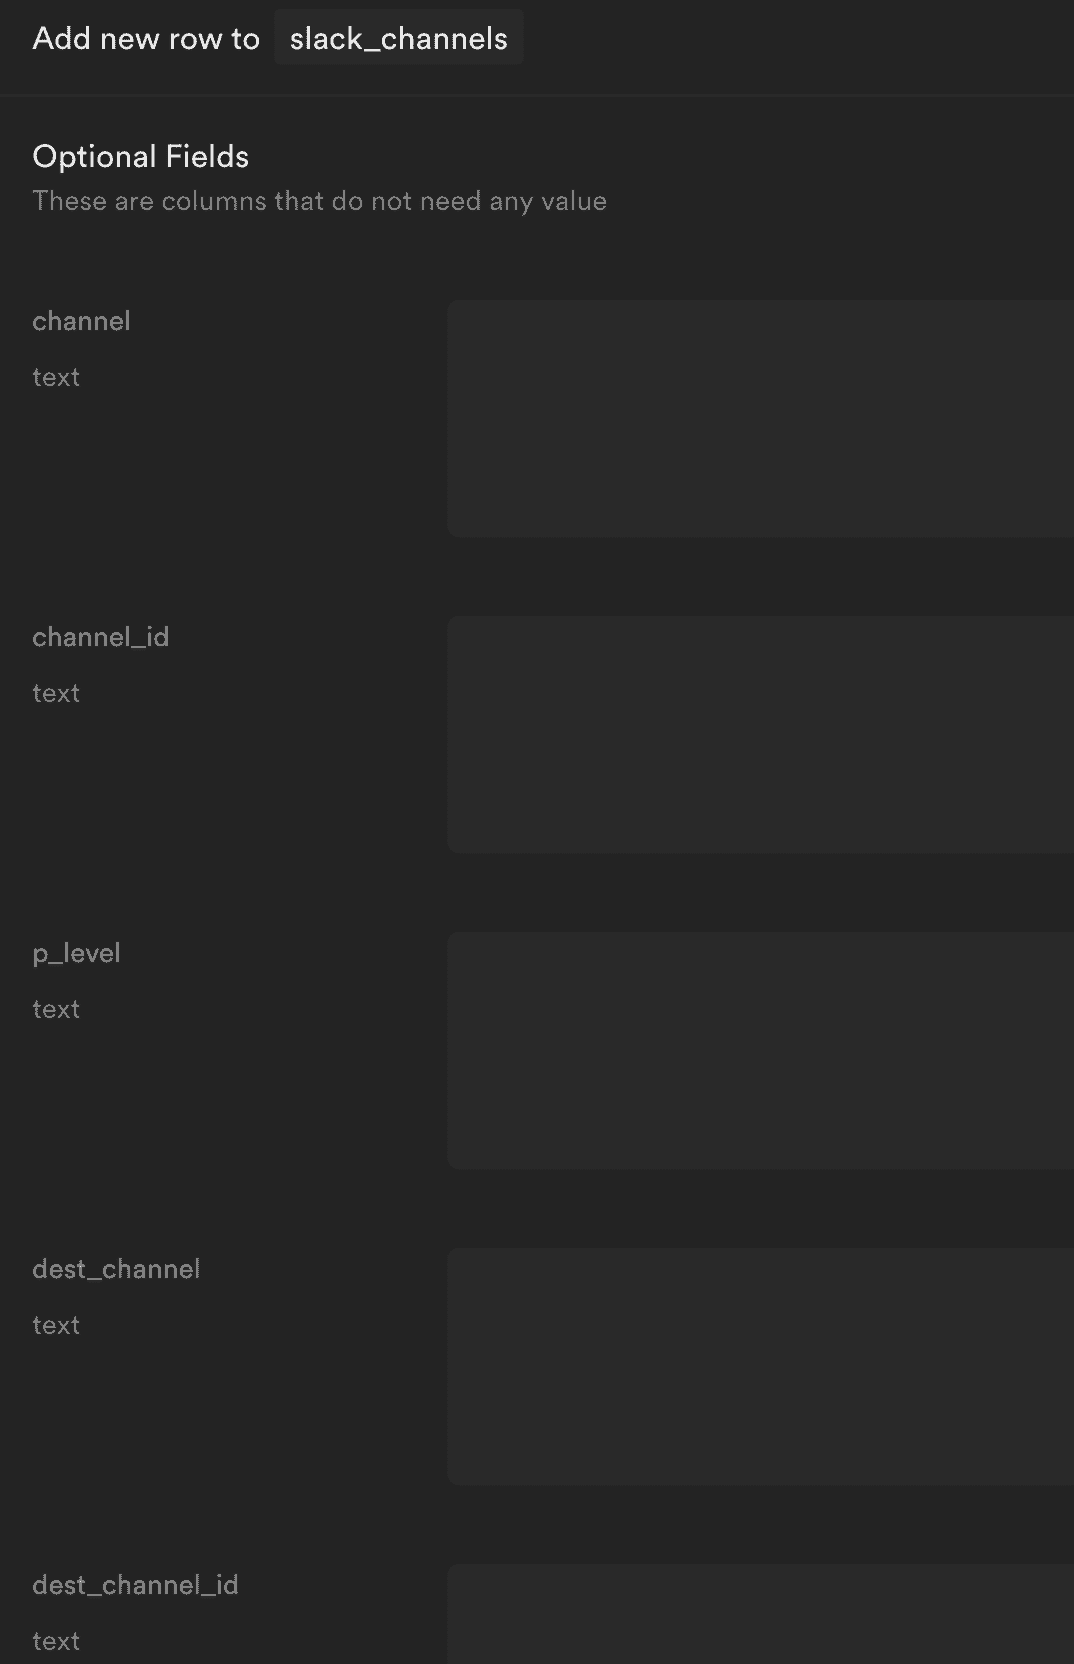 Add new row to slack_channels
Optional Fields
These are columns that do not need any value
channel
text
channel_id
text
p_level
text
dest_channel
text
dest_channel_id
text